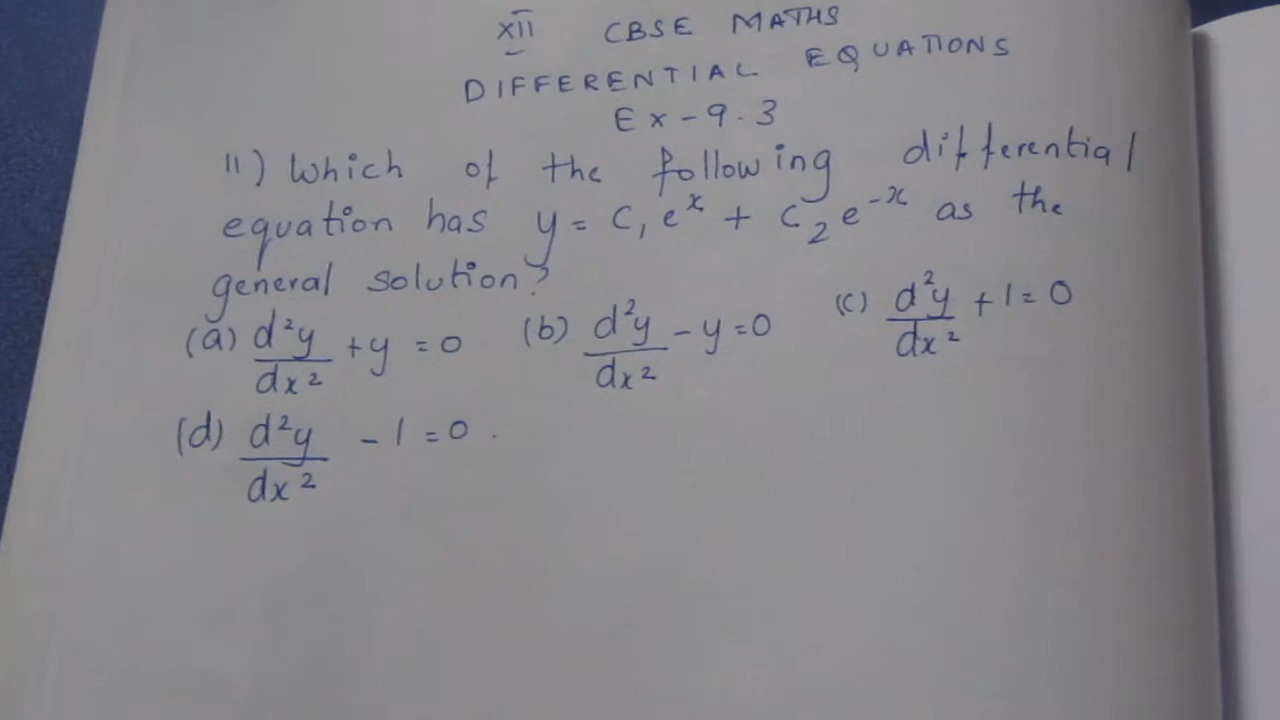 XII CBSE MATHS
DIFFERENTIAL EQUATIONS
Ex - 9.3
11) Which of the following differential
equation has y = C₁eˣ + C₂e⁻ˣ as the
general solution?
(a) d²y/dx² + y = 0 (b) d²y/dx² - y = 0 (c) d²y/dx² + 1 = 0
(d) d²y/dx² - 1 = 0.